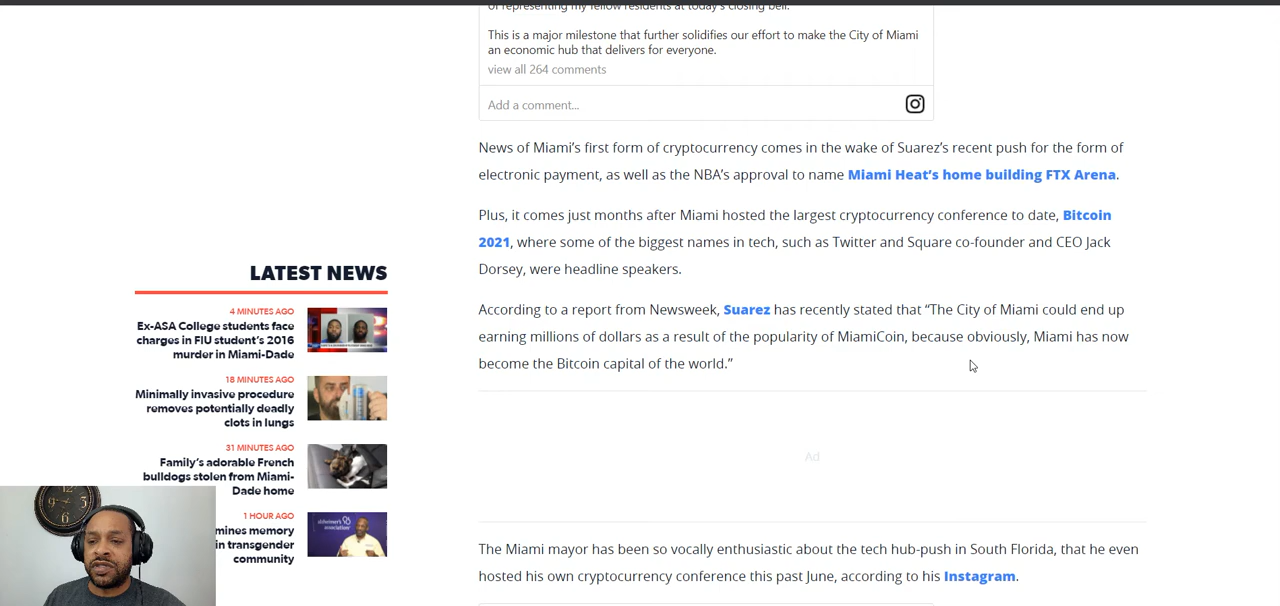 of representing my fellow residents at today's closing bell.
This is a major milestone that further solidifies our effort to make the City of Miami
an economic hub that delivers for everyone.
view all 264 comments
Add a comment...
News of Miami's first form of cryptocurrency comes in the wake of Suarez's recent push for the form of
electronic payment, as well as the NBA's approval to name Miami Heat's home building FTX Arena.
Plus, it comes just months after Miami hosted the largest cryptocurrency conference to date, Bitcoin
2021, where some of the biggest names in tech, such as Twitter and Square co-founder and CEO Jack
Dorsey, were headline speakers.
According to a report from Newsweek, Suarez has recently stated that “The City of Miami could end up
earning millions of dollars as a result of the popularity of MiamiCoin, because obviously, Miami has now
become the Bitcoin capital of the world.”
Ad
The Miami mayor has been so vocally enthusiastic about the tech hub-push in South Florida, that he even
hosted his own cryptocurrency conference this past June, according to his Instagram.
LATEST NEWS
4 MINUTES AGO
Ex-ASA College students face
charges in FIU student's 2016
murder in Miami-Dade
18 MINUTES AGO
Minimally invasive procedure
removes potentially deadly
clots in lungs
31 MINUTES AGO
Family's adorable French
bulldogs stolen from Miami-
Dade home
1 HOUR AGO
mines memory
in transgender
community
alzheimer's
association
12
9
3
6